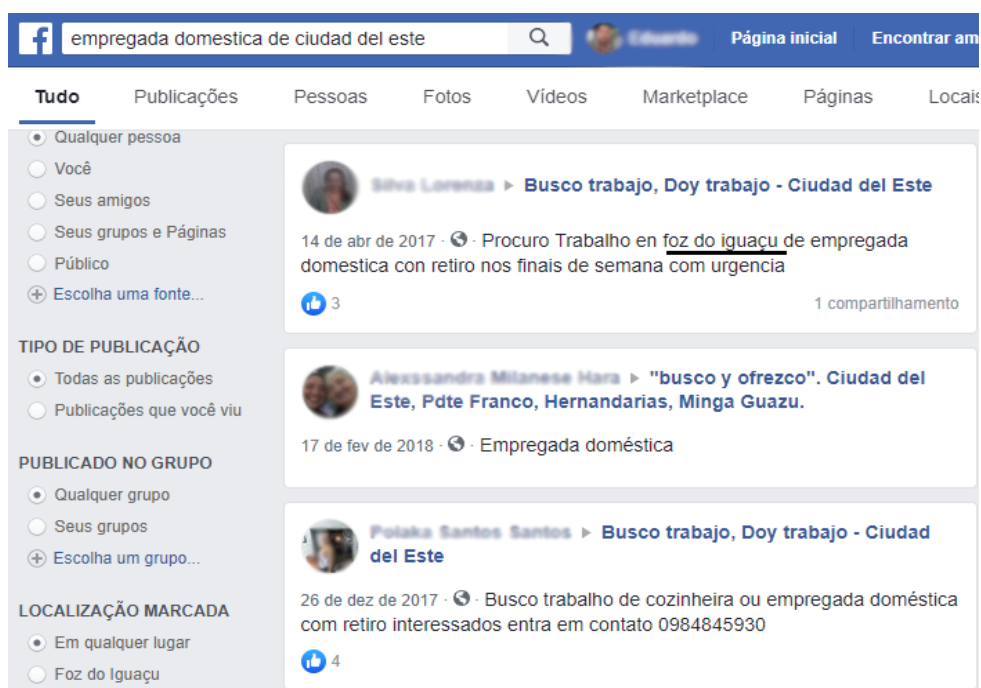 empregada domestica de ciudad del este
Página inicial
Encontrar am
Tudo
Publicações
Pessoas
Fotos
Vídeos
Marketplace
Páginas
Locais
Qualquer pessoa
Você
Seus amigos
Seus grupos e Páginas
Público
Escolha uma fonte...
TIPO DE PUBLICAÇÃO
Todas as publicações
Publicações que você viu
PUBLICADO NO GRUPO
Qualquer grupo
Seus grupos
Escolha um grupo...
LOCALIZAÇÃO MARCADA
Em qualquer lugar
Foz do Iguaçu
Busco trabajo, Doy trabajo - Ciudad del Este
14 de abr de 2017 · Procuro Trabalho en foz do iguaçu de empregada
domestica con retiro nos finais de semana com urgencia
3
1 compartilhamento
"busco y ofrezco". Ciudad del
Este, Pdte Franco, Hernandarias, Minga Guazu.
17 de fev de 2018 · Empregada doméstica
Busco trabajo, Doy trabajo - Ciudad
del Este
26 de dez de 2017 · Busco trabalho de cozinheira ou empregada doméstica
com retiro interessados entra em contato 0984845930
4